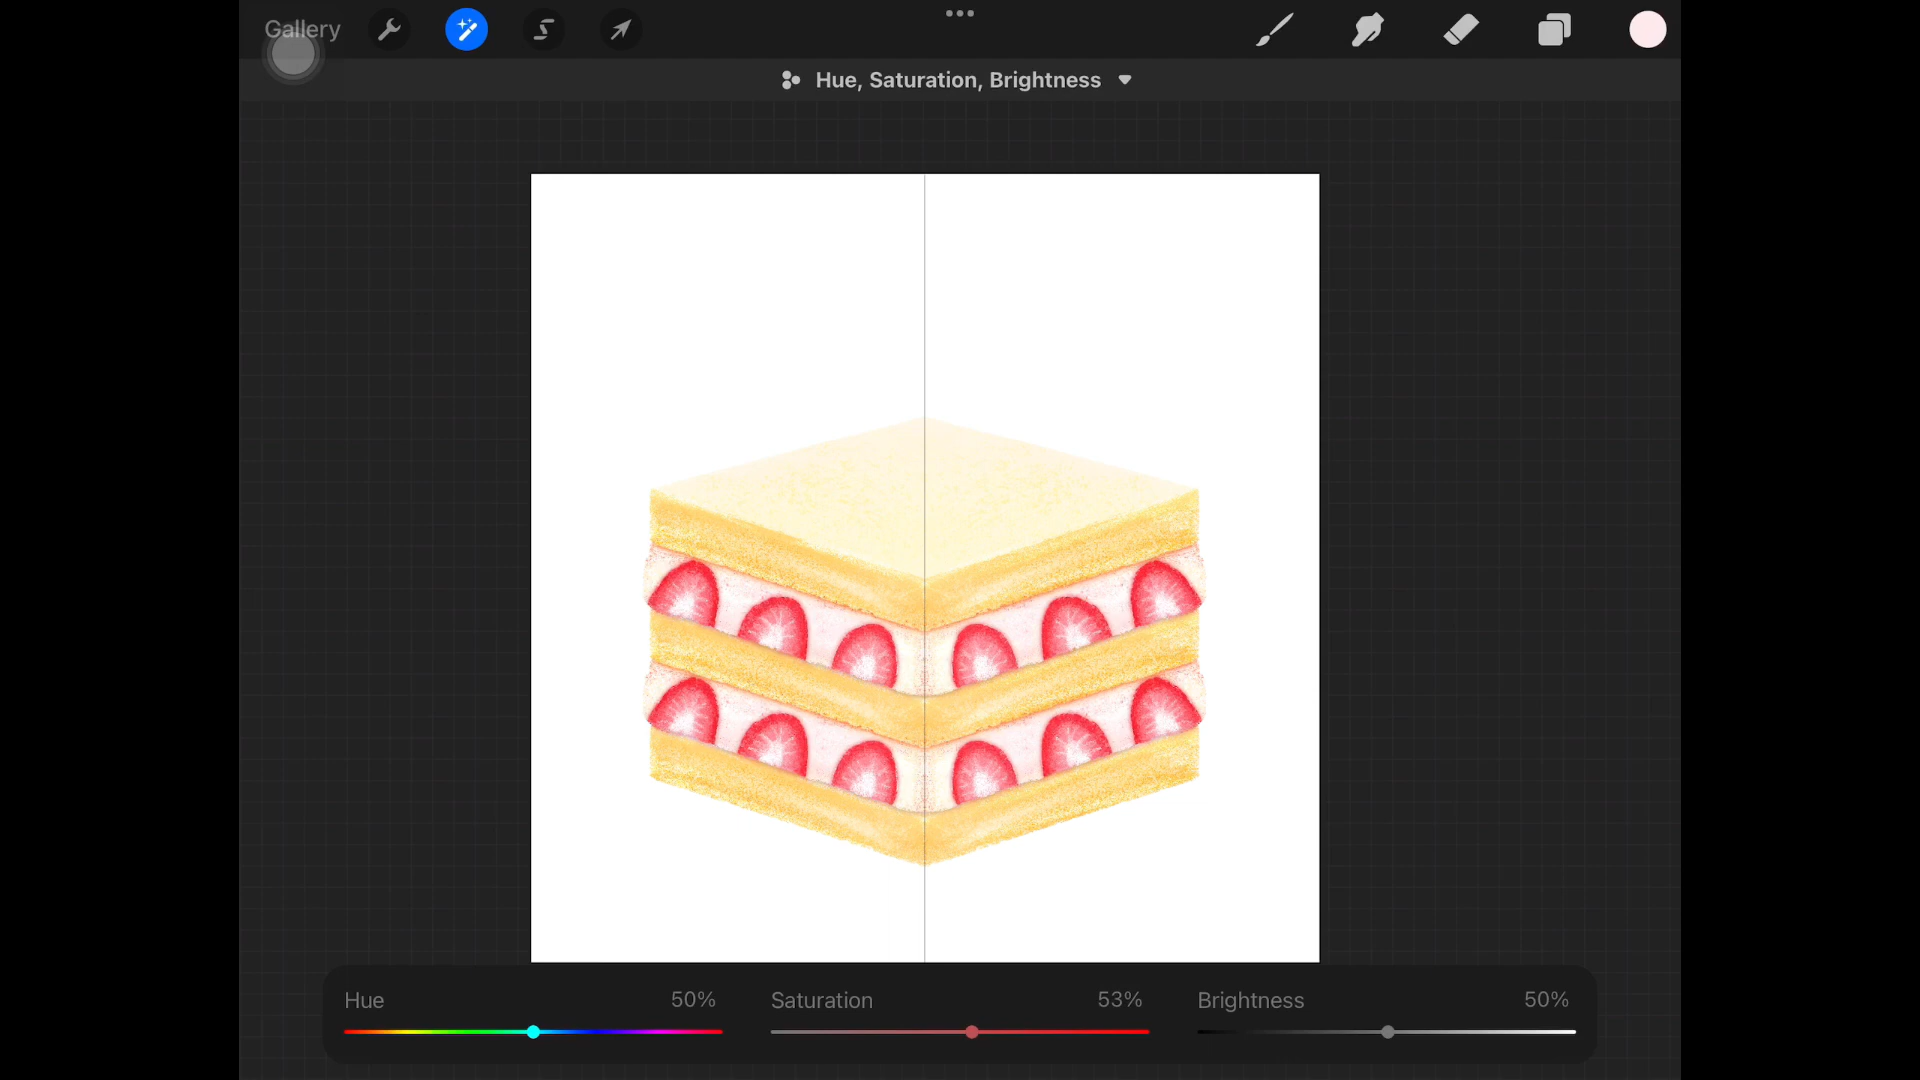 Gallery
Hue, Saturation, Brightness
Hue 50% Saturation 53% Brightness 50%